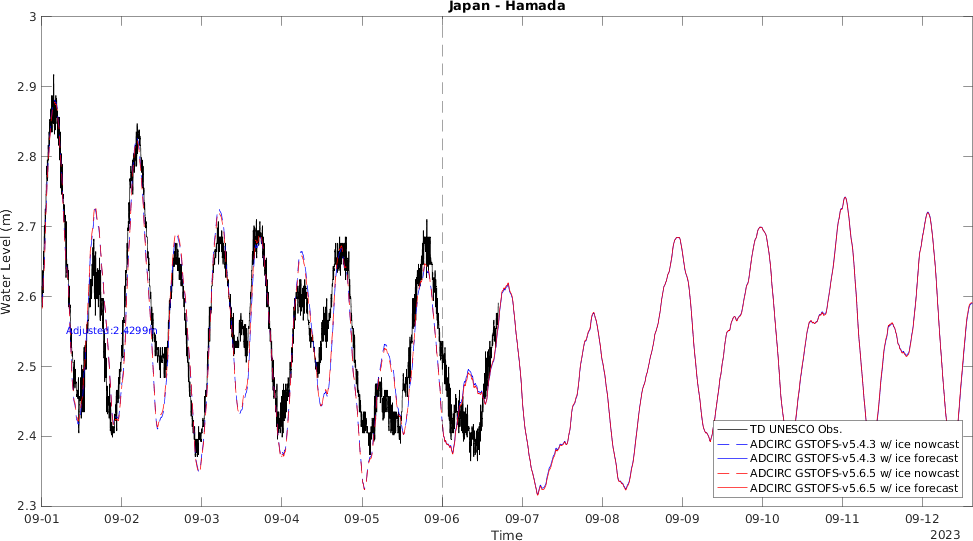 Japan - Hamada
3
2.9
2.8
2.7
2.6
2.5
2.4
2.3
Water Level (m)
Adjusted:2.4299m
TD UNESCO Obs.
ADCIRC GSTOFS-v5.4.3 w/ ice nowcast
ADCIRC GSTOFS-v5.4.3 w/ ice forecast
ADCIRC GSTOFS-v5.6.5 w/ ice nowcast
ADCIRC GSTOFS-v5.6.5 w/ ice forecast
09-01 09-02 09-03 09-04 09-05 09-06 09-07 09-08 09-09 09-10 09-11 09-12
2023
Time